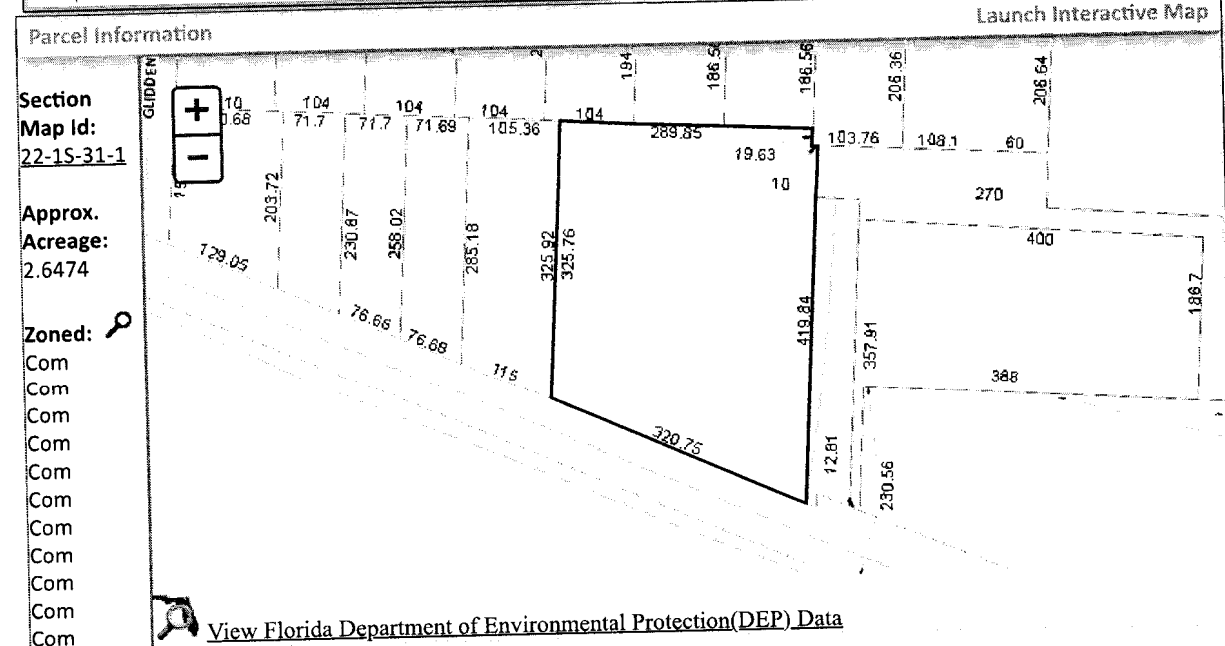 Parcel Information
Launch Interactive Map
Section
Map Id:
22-1S-31-1
Approx.
Acreage:
2.6474
Zoned:
Com
Com
Com
Com
Com
Com
Com
Com
Com
Com
Com
GLIDDEN
+
−
194
186.56
206.36
206.64
10
104
104
104
104
71.7
71.7
71.69
105.36
289.85
103.76
108.1
60
19.63
10
270
203.72
230.87
258.02
285.18
325.92
325.76
400
129.05
419.84
357.91
186.7
76.66
76.68
115
388
320.75
12.81
230.56
View Florida Department of Environmental Protection(DEP) Data